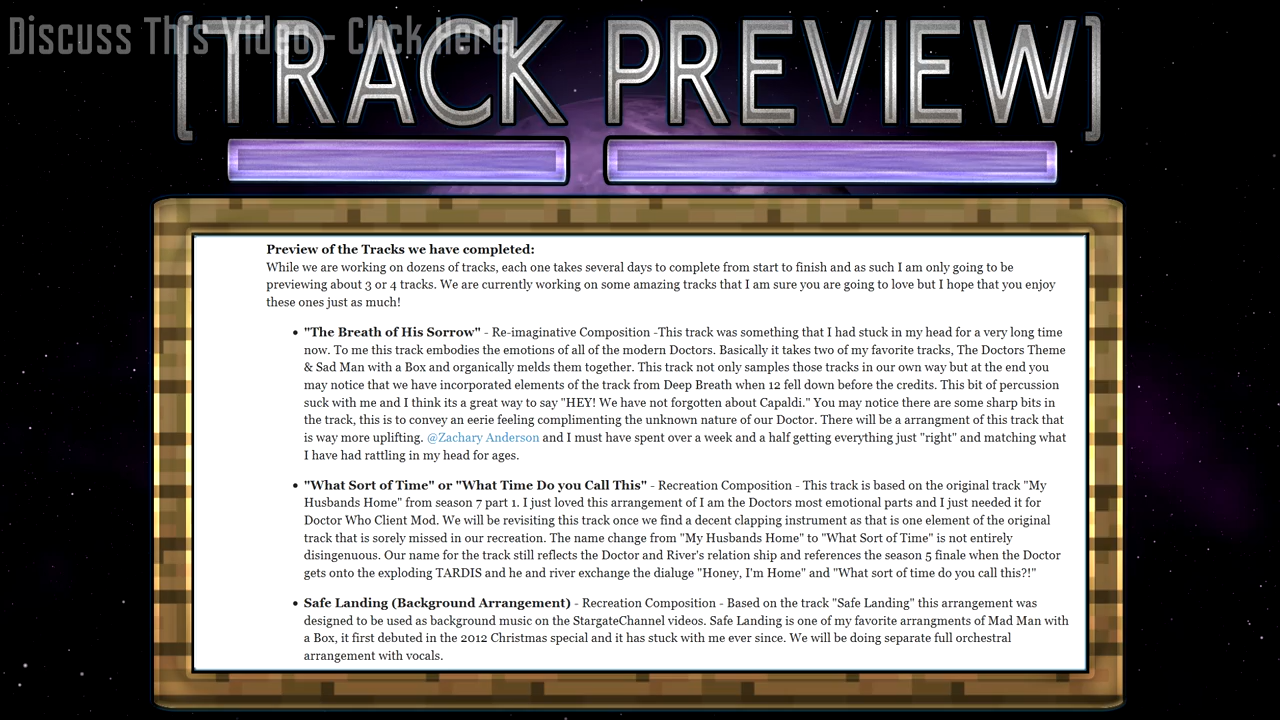 Discuss This Video - Click Here!
[TRACK PREVIEW]
Preview of the Tracks we have completed:
While we are working on dozens of tracks, each one takes several days to complete from start to finish and as such I am only going to be
previewing about 3 or 4 tracks. We are currently working on some amazing tracks that I am sure you are going to love but I hope that you enjoy
these ones just as much!
• "The Breath of His Sorrow" - Re-imaginative Composition -This track was something that I had stuck in my head for a very long time
now. To me this track embodies the emotions of all of the modern Doctors. Basically it takes two of my favorite tracks, The Doctors Theme
& Sad Man with a Box and organically melds them together. This track not only samples those tracks in our own way but at the end you
may notice that we have incorporated elements of the track from Deep Breath when 12 fell down before the credits. This bit of percussion
suck with me and I think its a great way to say "HEY! We have not forgotten about Capaldi." You may notice there are some sharp bits in
the track, this is to convey an eerie feeling complimenting the unknown nature of our Doctor. There will be a arrangment of this track that
is way more uplifting. @Zachary Anderson and I must have spent over a week and a half getting everything just "right" and matching what
I have had rattling in my head for ages.
• "What Sort of Time" or "What Time Do you Call This" - Recreation Composition - This track is based on the original track "My
Husbands Home" from season 7 part 1. I just loved this arrangement of I am the Doctors most emotional parts and I just needed it for
Doctor Who Client Mod. We will be revisiting this track once we find a decent clapping instrument as that is one element of the original
track that is sorely missed in our recreation. The name change from "My Husbands Home" to "What Sort of Time" is not entirely
disingenuous. Our name for the track still reflects the Doctor and River's relation ship and references the season 5 finale when the Doctor
gets onto the exploding TARDIS and he and river exchange the dialuge "Honey, I'm Home" and "What sort of time do you call this?!"
• Safe Landing (Background Arrangement) - Recreation Composition - Based on the track "Safe Landing" this arrangement was
designed to be used as background music on the StargateChannel videos. Safe Landing is one of my favorite arrangments of Mad Man with
a Box, it first debuted in the 2012 Christmas special and it has stuck with me ever since. We will be doing separate full orchestral
arrangement with vocals.